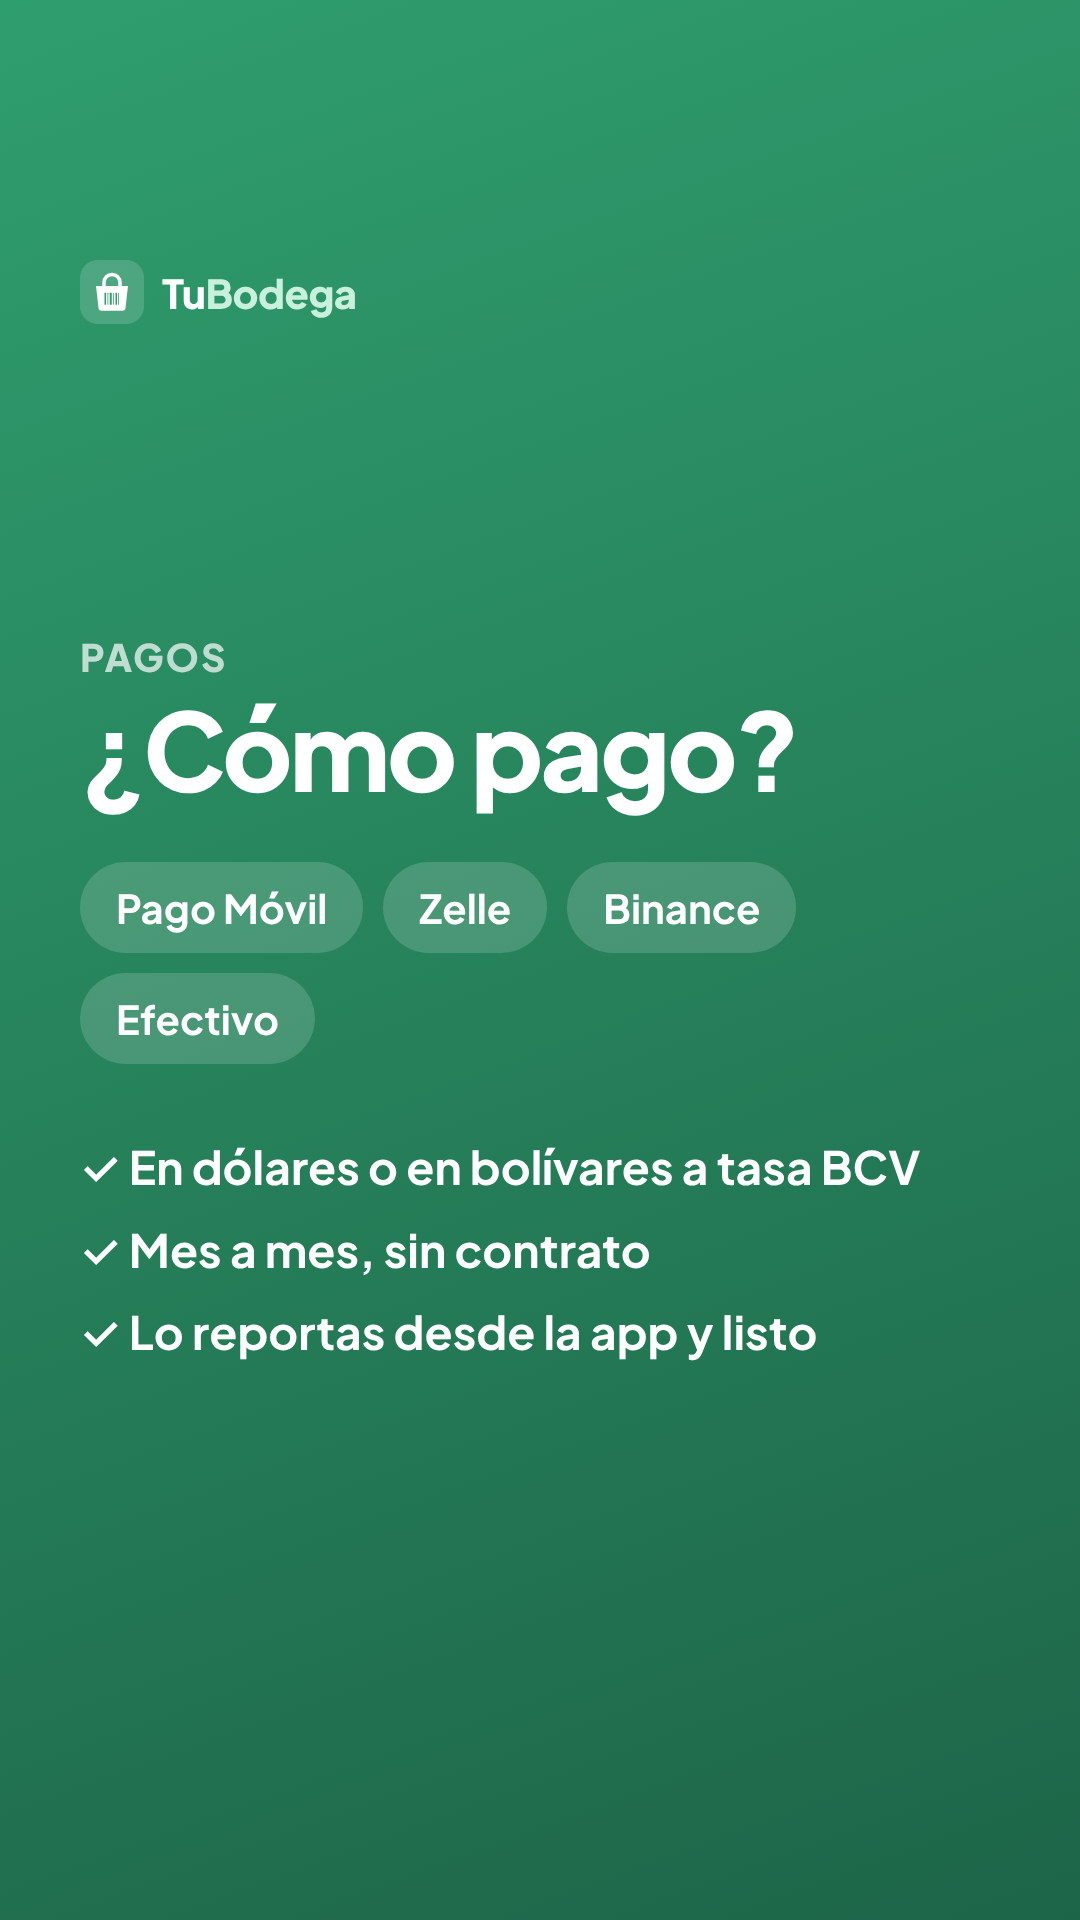 TuBodega
PAGOS
¿Cómo pago?
Pago Móvil Zelle Binance
Efectivo
✓ En dólares o en bolívares a tasa BCV
✓ Mes a mes, sin contrato
✓ Lo reportas desde la app y listo